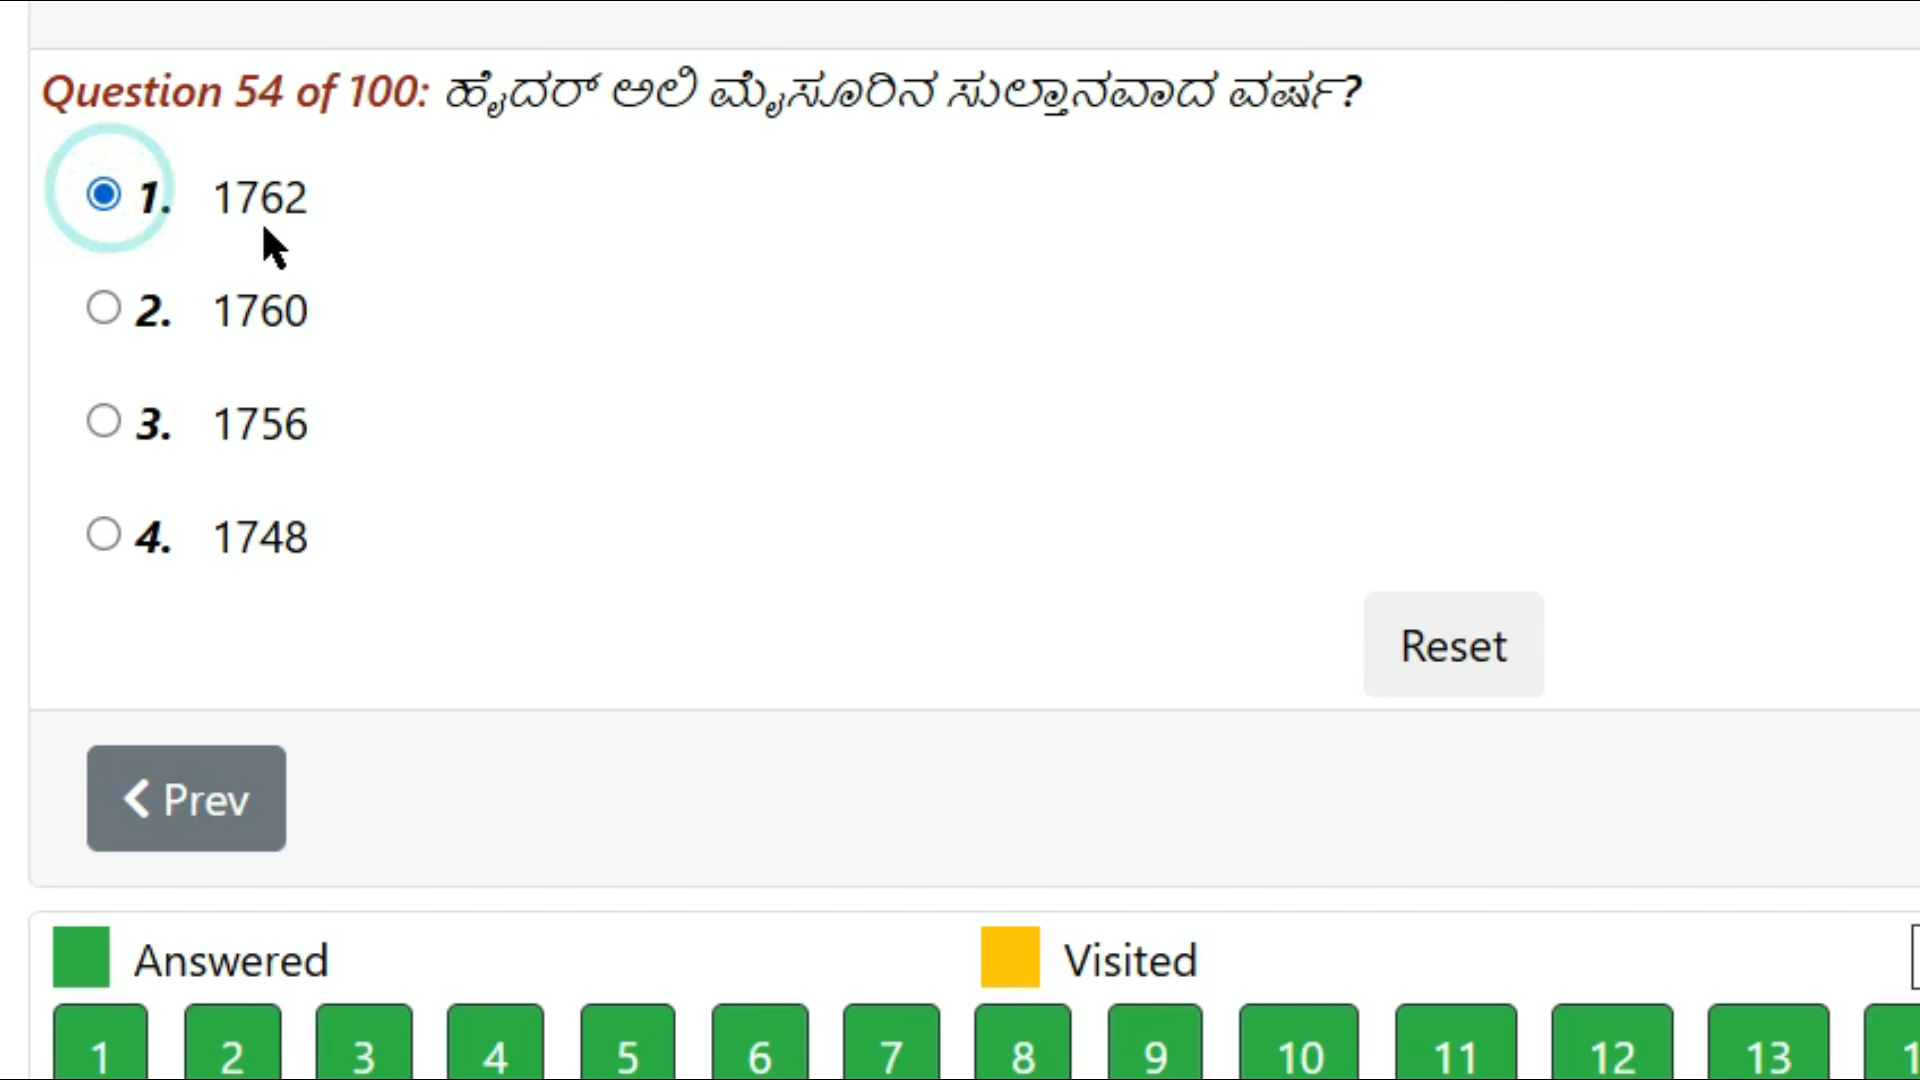 Question 54 of 100: ಹೈದರ್ ಅಲಿ ಮೈಸೂರಿನ ಸುಲ್ತಾನವಾದ ವರ್ಷ?
1. 1762
2. 1760
3. 1756
4. 1748
Reset
Prev
Answered Visited
1 2 3 4 5 6 7 8 9 10 11 12 13